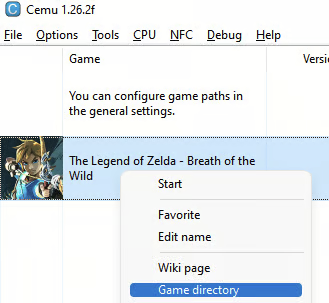 Cemu 1.26.2f
File Options Tools CPU NFC Debug Help
Game
You can configure game paths in
the general settings.
The Legend of Zelda - Breath of the
Wild
Start
Favorite
Edit name
Wiki page
Game directory